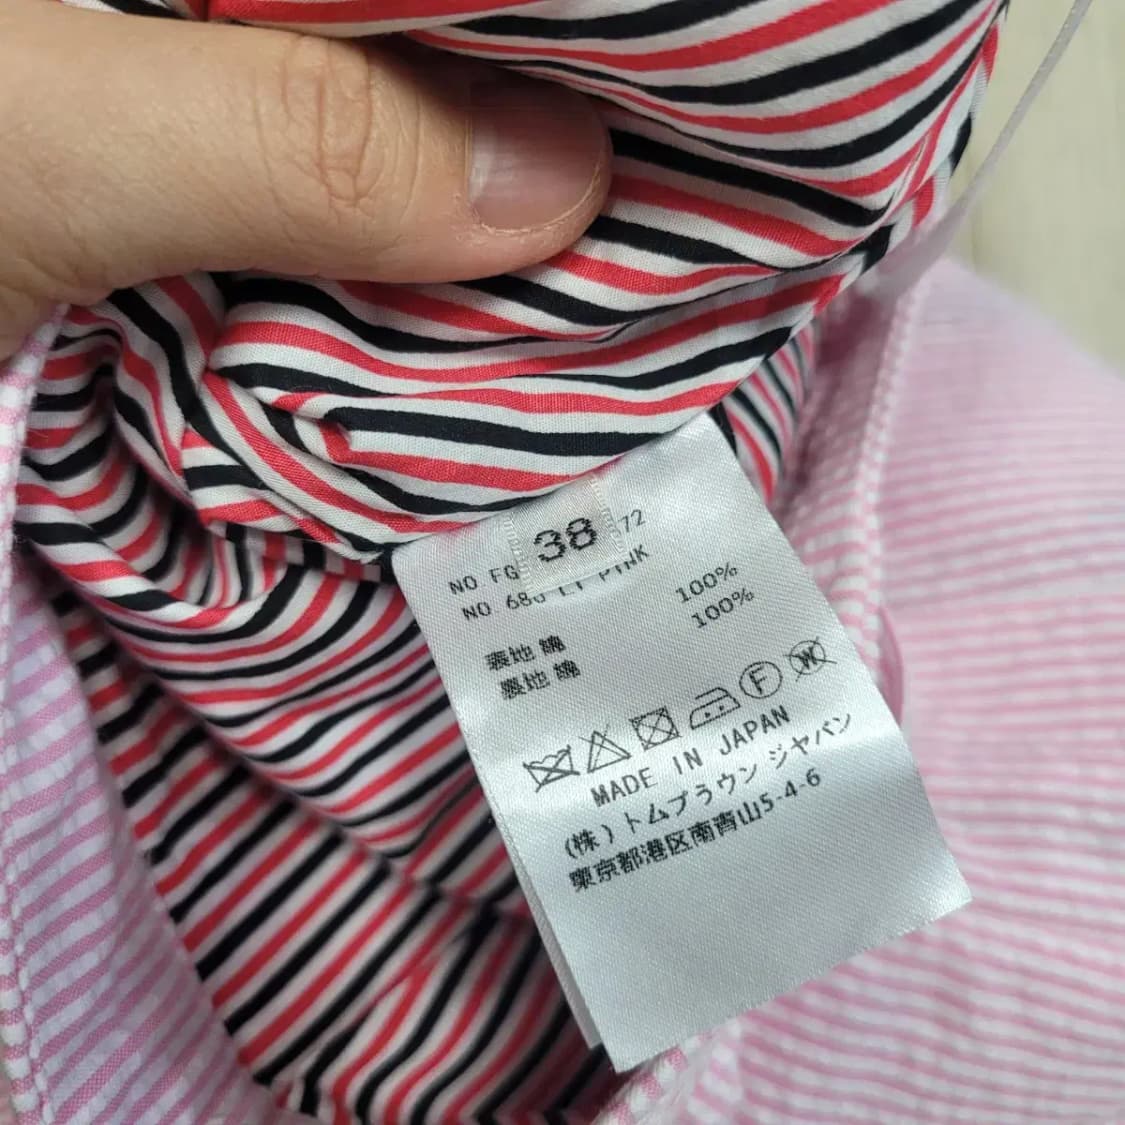 38
NO FG 72
NO 680 LT PINK
100%
100%
表地 綿
裏地 綿
F
W
MADE IN JAPAN
(株)トムブラウン ジャパン
東京都港区南青山5-4-6